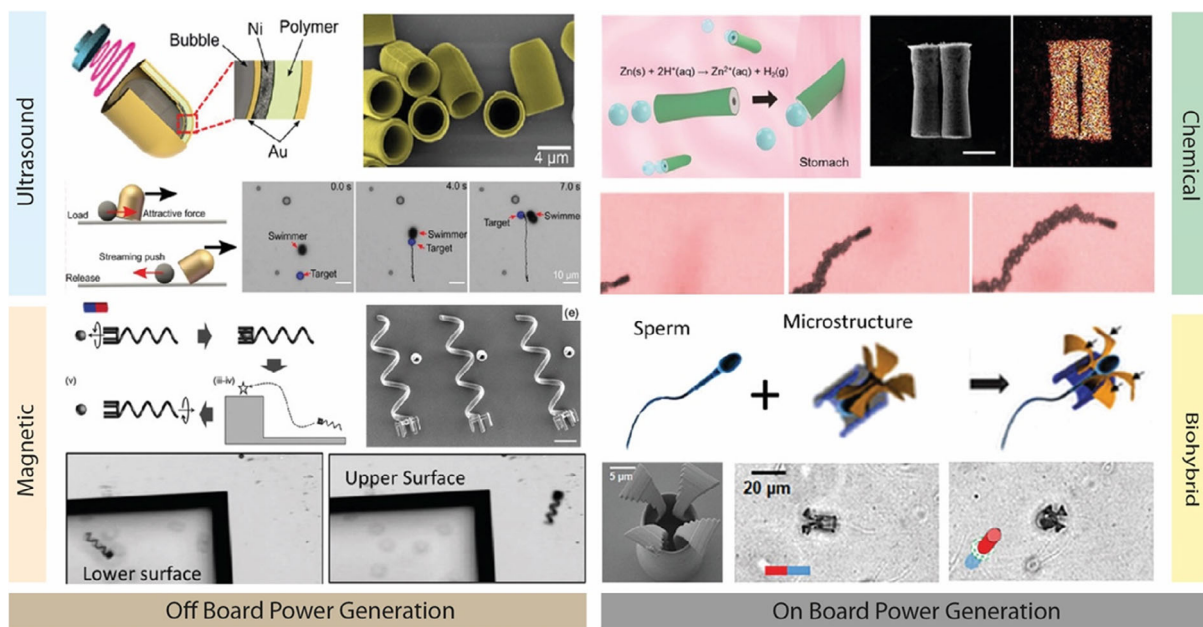 Ultrasound
Bubble
Ni
Polymer
Au
4 µm
Load
Attractive force
Streaming push
Release
0.0 s
Swimmer
Target
4.0 s
Swimmer
Target
7.0 s
Target
Swimme
10 µm
Magnetic
(v)
(iii-iv)
(e)
Lower surface
Upper Surface
Off Board Power Generation
Zn(s) + 2H⁺(aq) → Zn²⁺(aq) + H₂(g)
Stomach
Chemical
Sperm
+
Microstructure
5 µm
20 µm
Biohybrid
On Board Power Generation